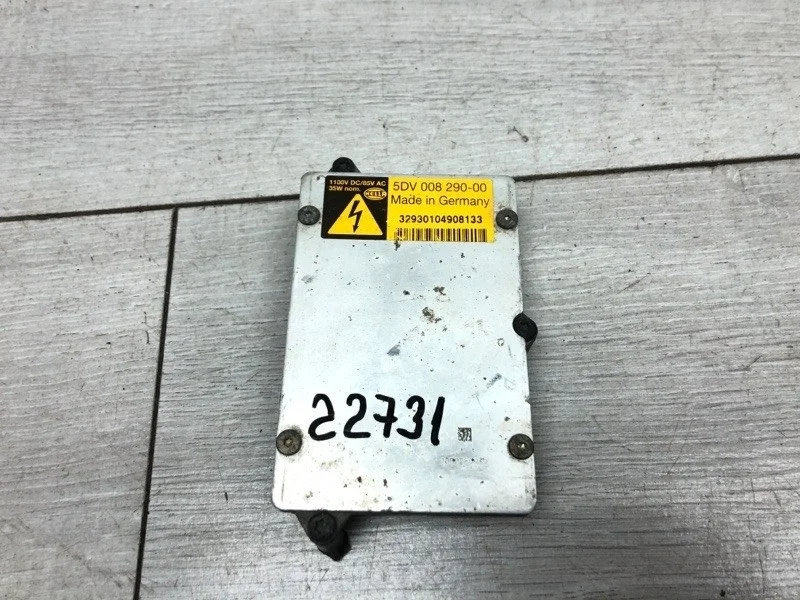 1100V DC/85V AC
35W nom.
HELLA
5DV 008 290-00
Made in Germany
32930104908133
22731